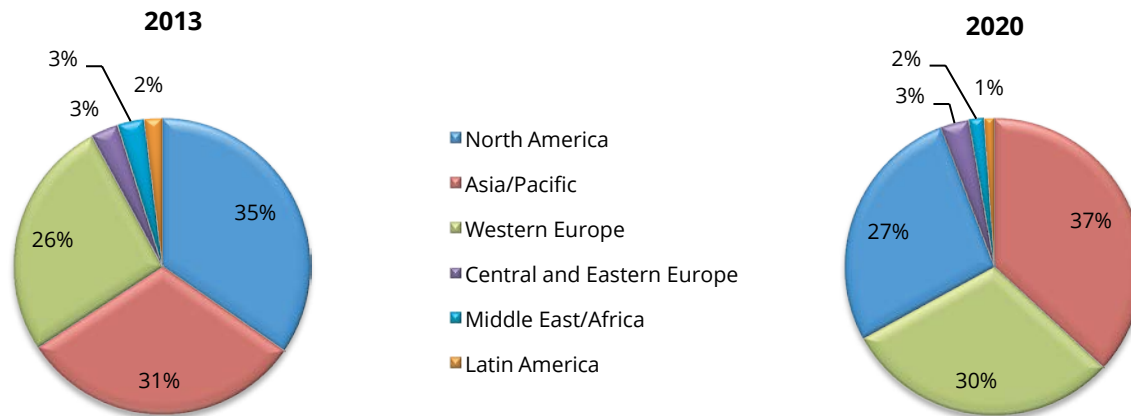 2013
3%
2%
3%
35%
26%
31%
North America
Asia/Pacific
Western Europe
Central and Eastern Europe
Middle East/Africa
Latin America
2020
2%
1%
3%
37%
27%
30%